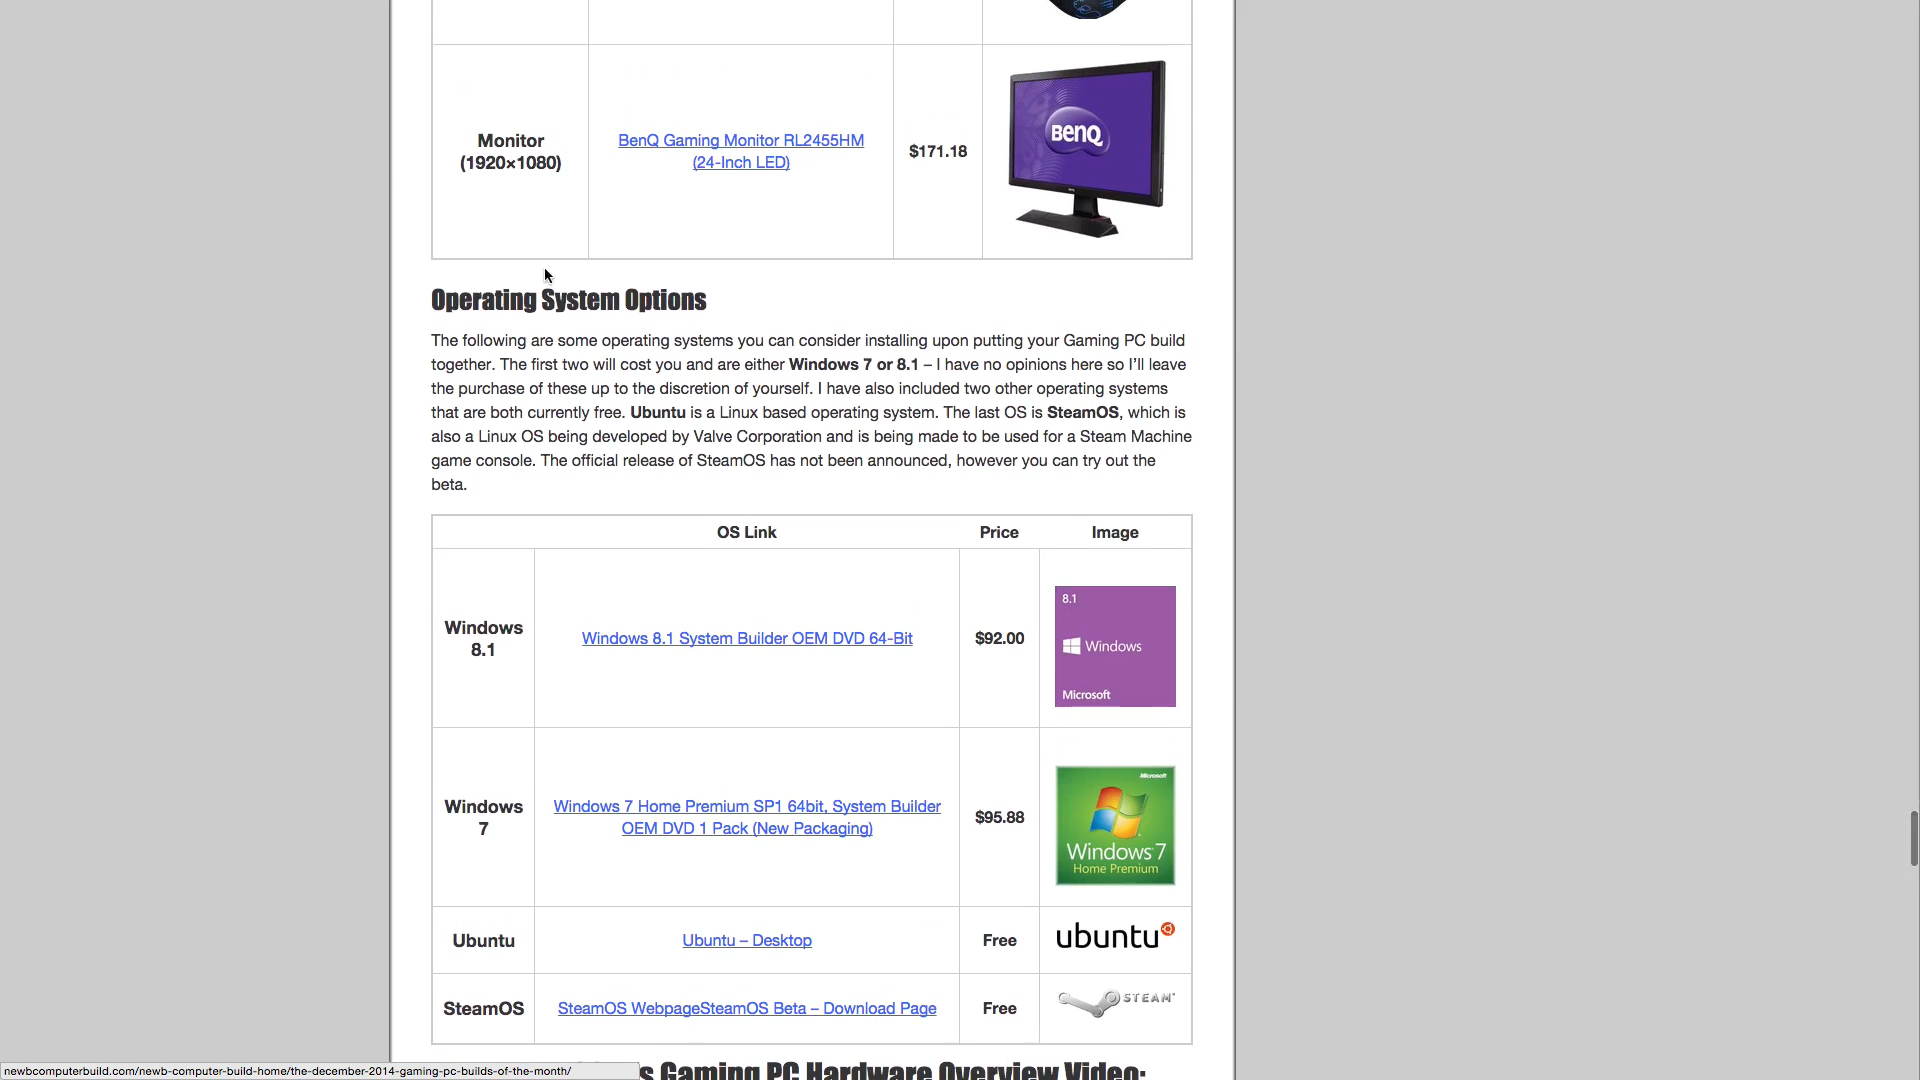 Monitor
(1920×1080)
BenQ Gaming Monitor RL2455HM
(24-Inch LED)
$171.18
BenQ
Operating System Options
The following are some operating systems you can consider installing upon putting your Gaming PC build
together. The first two will cost you and are either Windows 7 or 8.1 – I have no opinions here so I'll leave
the purchase of these up to the discretion of yourself. I have also included two other operating systems
that are both currently free. Ubuntu is a Linux based operating system. The last OS is SteamOS, which is
also a Linux OS being developed by Valve Corporation and is being made to be used for a Steam Machine
game console. The official release of SteamOS has not been announced, however you can try out the
beta.
OS Link Price Image
Windows
8.1
Windows 8.1 System Builder OEM DVD 64-Bit
$92.00
8.1
Windows
Microsoft
Windows
7
Windows 7 Home Premium SP1 64bit, System Builder
OEM DVD 1 Pack (New Packaging)
$95.88
Microsoft
Windows 7
Home Premium
Ubuntu
Ubuntu – Desktop
Free
ubuntu
SteamOS
SteamOS WebpageSteamOS Beta – Download Page
Free
STEAM
Gaming PC Hardware Overview Video:
newbcomputerbuild.com/newb-computer-build-home/the-december-2014-gaming-pc-builds-of-the-month/